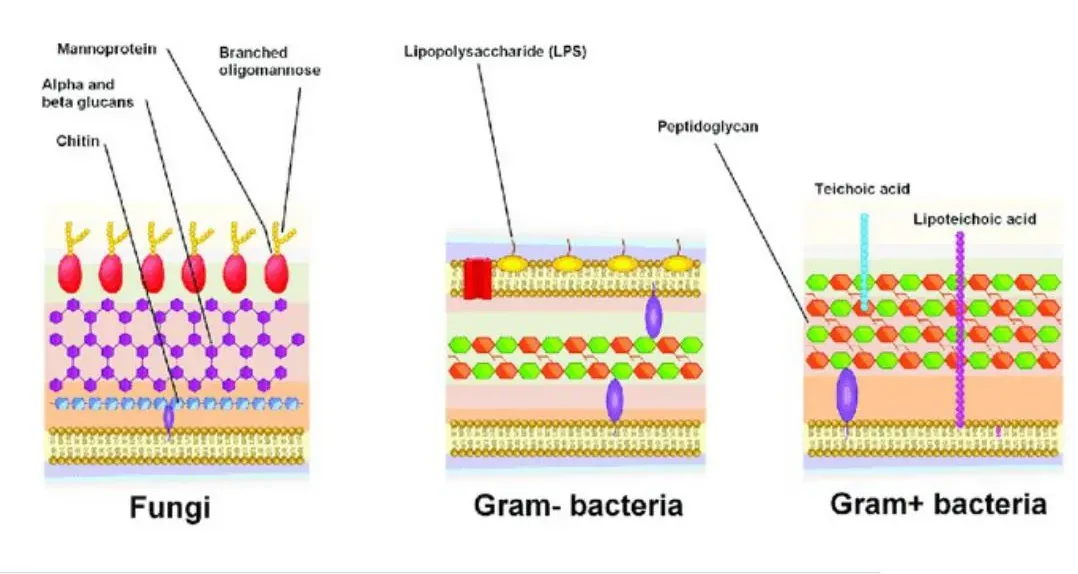 Mannoprotein
Branched
oligomannose
Alpha and
beta glucans
Chitin
Lipopolysaccharide (LPS)
Peptidoglycan
Teichoic acid
Lipoteichoic acid
Fungi
Gram- bacteria
Gram+ bacteria